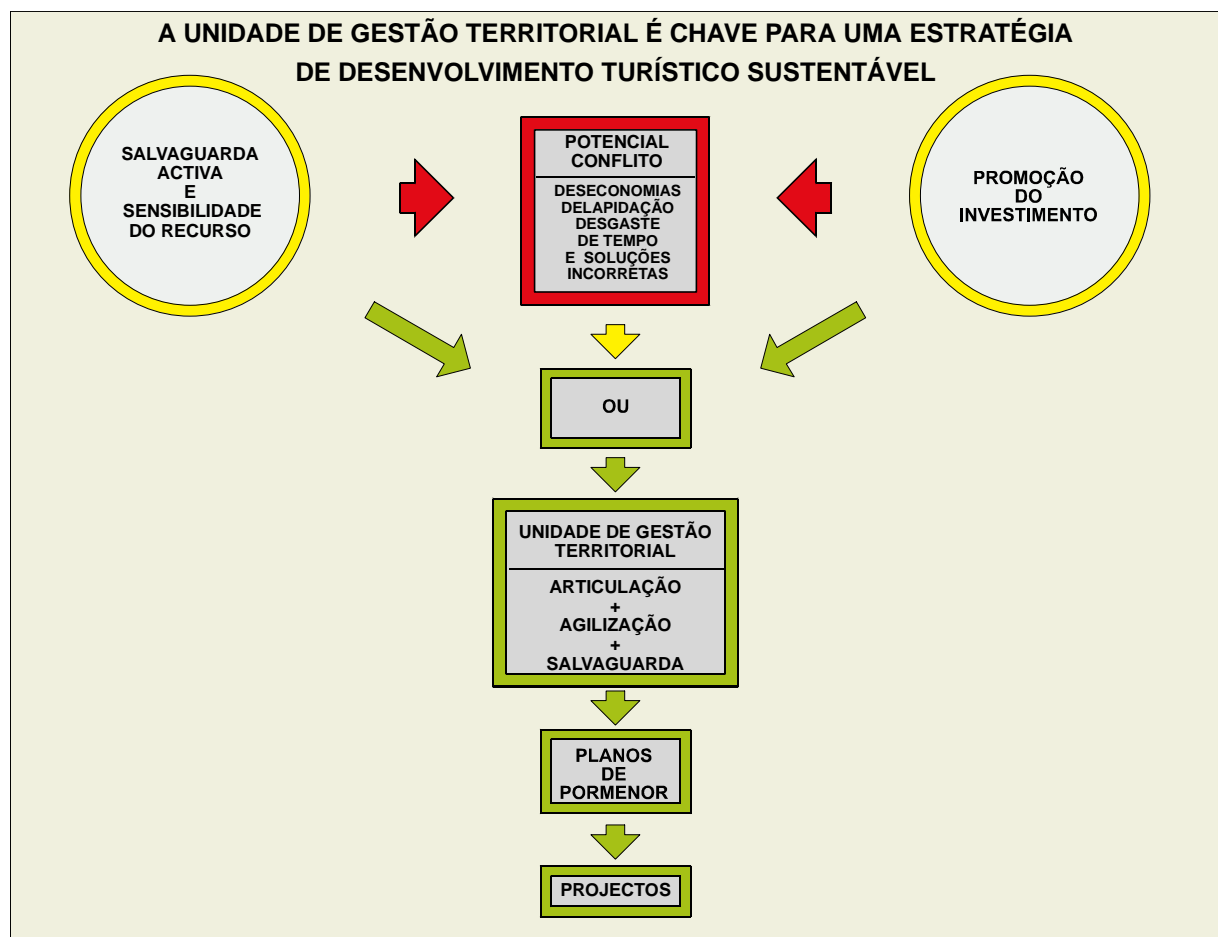 A UNIDADE DE GESTÃO TERRITORIAL É CHAVE PARA UMA ESTRATÉGIA
DE DESENVOLVIMENTO TURÍSTICO SUSTENTÁVEL
SALVAGUARDA
ACTIVA
E
SENSIBILIDADE
DO RECURSO
POTENCIAL
CONFLITO
DESECONOMIAS
DELAPIDAÇÃO
DESGASTE
DE TEMPO
E SOLUÇÕES
INCORRÉTAS
PROMOÇÃO
DO
INVESTIMENTO
OU
UNIDADE DE GESTÃO
TERRITORIAL
ARTICULAÇÃO
+
AGILIZAÇÃO
+
SALVAGUARDA
PLANOS
DE
PORMENOR
PROJECTOS